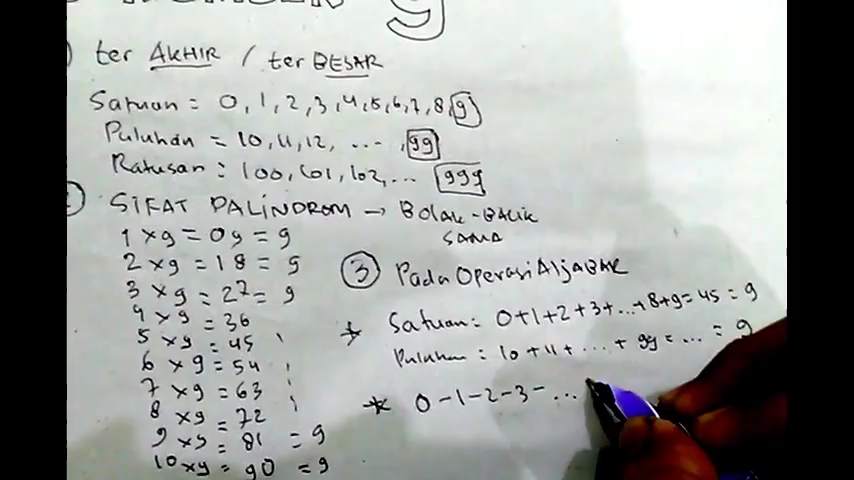 9
ter AKHIR / ter BESAR
Satuan = 0, 1, 2, 3, 4, 5, 6, 7, 8, 9
Puluhan = 10, 11, 12, ... , 99
Ratusan : 100, 101, 102, ... 999
SIFAT PALINDROM → BOLAK-BALIK
SAMA
1 x 9 = 09 = 9
2 x 9 = 18 = 9
3 x 9 = 27 = 9
4 x 9 = 36
5 x 9 = 45
6 x 9 = 54
7 x 9 = 63
8 x 9 = 72
9 x 9 = 81 = 9
10 x 9 = 90 = 9
3 Pada Operasi AljABAR
* Satuan: 0+1+2+3+...+8+9=45 = 9
Puluhan = 10 + 11 + ... + 99 = ... = 9
* 0-1-2-3-...